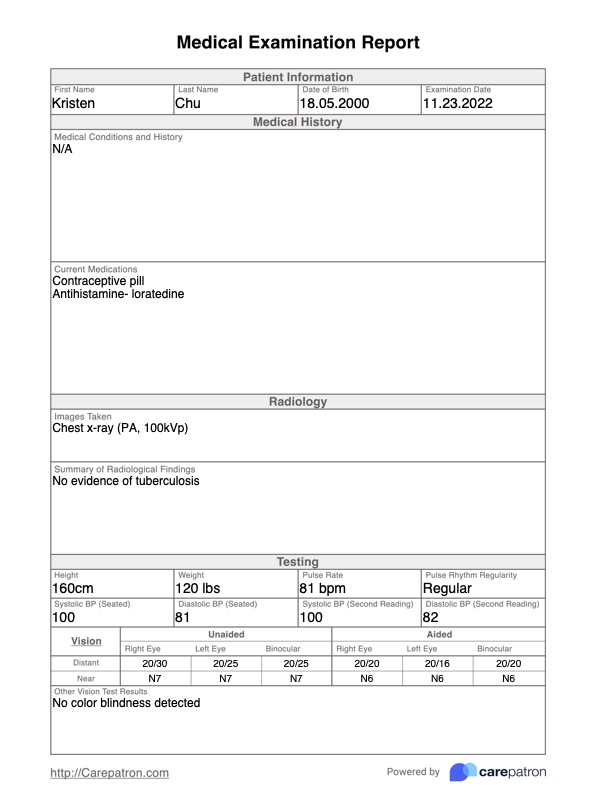 Medical Examination Report
Patient Information
First Name Last Name Date of Birth Examination Date
Kristen Chu 18.05.2000 11.23.2022
Medical History
Medical Conditions and History
N/A
Current Medications
Contraceptive pill
Antihistamine- loratedine
Radiology
Images Taken
Chest x-ray (PA, 100kVp)
Summary of Radiological Findings
No evidence of tuberculosis
Testing
Height Weight Pulse Rate Pulse Rhythm Regularity
160cm 120 lbs 81 bpm Regular
Systolic BP (Seated) Diastolic BP (Seated) Systolic BP (Second Reading) Diastolic BP (Second Reading)
100 81 100 82
Vision Unaided Aided
Right Eye Left Eye Binocular Right Eye Left Eye Binocular
Distant 20/30 20/25 20/25 20/20 20/16 20/20
Near N7 N7 N7 N6 N6 N6
Other Vision Test Results
No color blindness detected
http://Carepatron.com Powered by carepatron